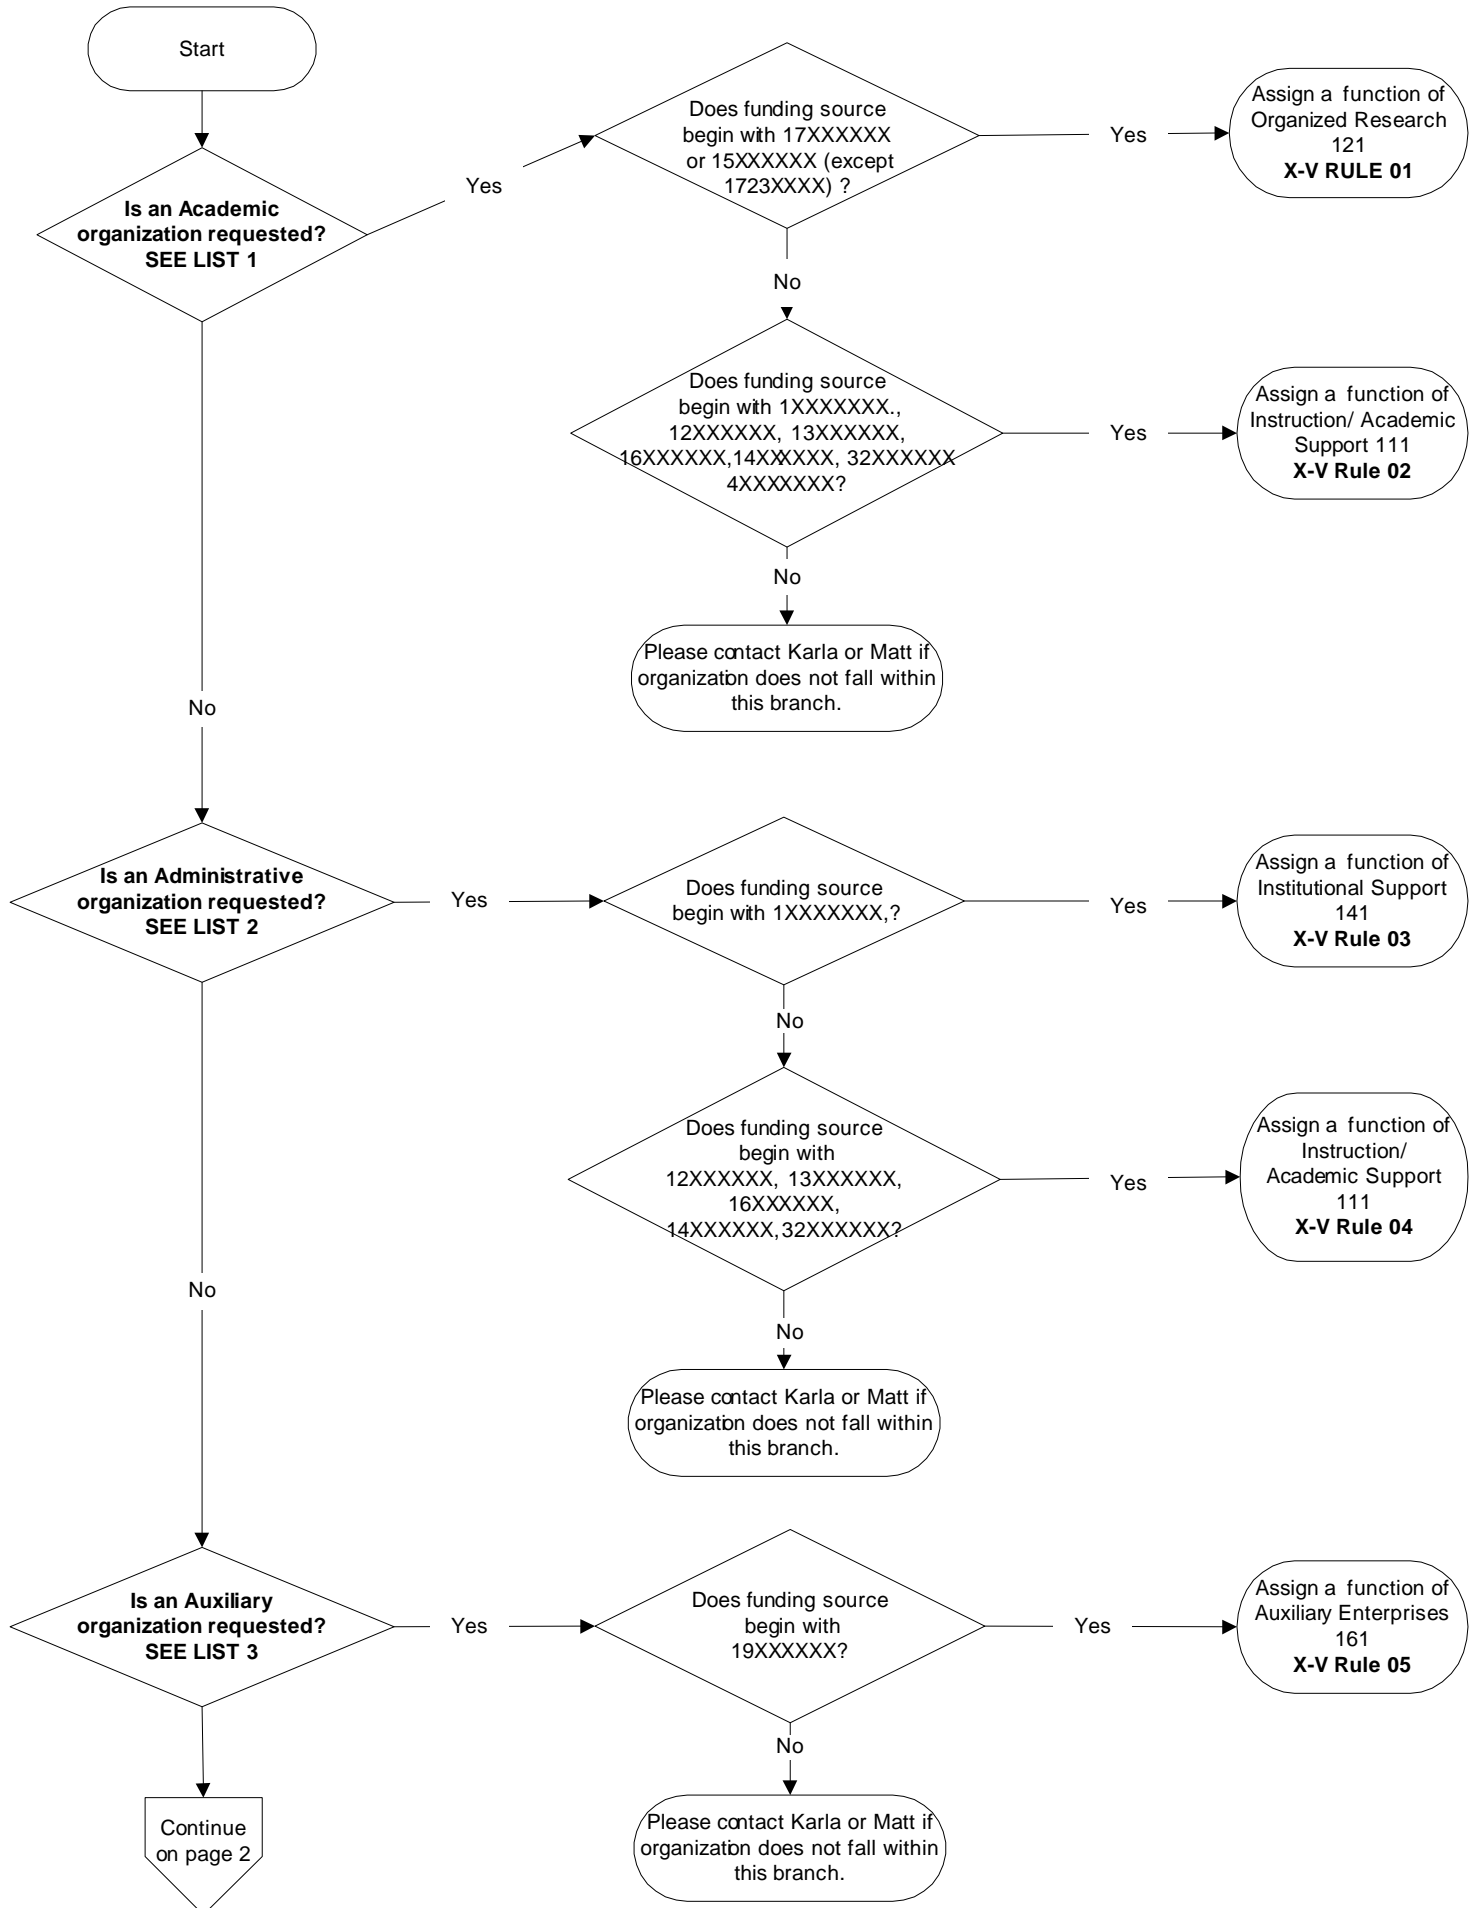 Start
Is an Academic
organization requested?
SEE LIST 1
Yes
Does funding source
begin with 17XXXXXX
or 15XXXXXX (except
1723XXXX) ?
Yes
Assign a function of
Organized Research
121
X-V RULE 01
No
Does funding source
begin with 1XXXXXXX.,
12XXXXXX, 13XXXXXX,
16XXXXXX,14XXXXXX, 32XXXXXX
4XXXXXXX?
Yes
Assign a function of
Instruction/ Academic
Support 111
X-V Rule 02
No
Please contact Karla or Matt if
organization does not fall within
this branch.
No
Is an Administrative
organization requested?
SEE LIST 2
Yes
Does funding source
begin with 1XXXXXXX,?
Yes
Assign a function of
Institutional Support
141
X-V Rule 03
No
Does funding source
begin with
12XXXXXX, 13XXXXXX,
16XXXXXX,
14XXXXXX,32XXXXXX?
Yes
Assign a function of
Instruction/
Academic Support
111
X-V Rule 04
No
Please contact Karla or Matt if
organization does not fall within
this branch.
No
Is an Auxiliary
organization requested?
SEE LIST 3
Yes
Does funding source
begin with
19XXXXXX?
Yes
Assign a function of
Auxiliary Enterprises
161
X-V Rule 05
No
Please contact Karla or Matt if
organization does not fall within
this branch.
Continue
on page 2